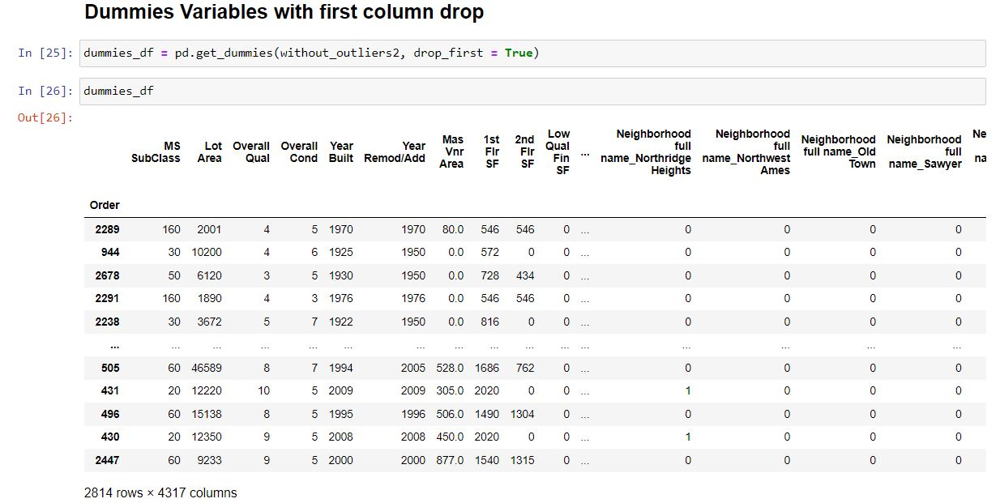 Dummies Variables with first column drop
In [25]: dummies_df = pd.get_dummies(without_outliers2, drop_first = True)
In [26]: dummies_df
Out[26]:
MS SubClass Lot Area Overall Qual Overall Cond Year Built Year Remod/Add Mas Vnr Area 1st Flr SF 2nd Flr SF Low Qual Fin SF ... Neighborhood full name_Northridge Heights Neighborhood full name_Northwest Ames Neighborhood full name_Old Town Neighborhood full name_Sawyer Ne na
Order
2289 160 2001 4 5 1970 1970 80.0 546 546 0 ... 0 0 0 0
944 30 10200 4 6 1925 1950 0.0 572 0 0 ... 0 0 0 0
2678 50 6120 3 5 1930 1950 0.0 728 434 0 ... 0 0 0 0
2291 160 1890 4 3 1976 1976 0.0 546 546 0 ... 0 0 0 0
2238 30 3672 5 7 1922 1950 0.0 816 0 0 ... 0 0 0 0
... ... ... ... ... ... ... ... ... ... ... ... ... ... ... ...
505 60 46589 8 7 1994 2005 528.0 1686 762 0 ... 0 0 0 0
431 20 12220 10 5 2009 2009 305.0 2020 0 0 ... 1 0 0 0
496 60 15138 8 5 1995 1996 506.0 1490 1304 0 ... 0 0 0 0
430 20 12350 9 5 2008 2008 450.0 2020 0 0 ... 1 0 0 0
2447 60 9233 9 5 2000 2000 877.0 1540 1315 0 ... 0 0 0 0
2814 rows × 4317 columns